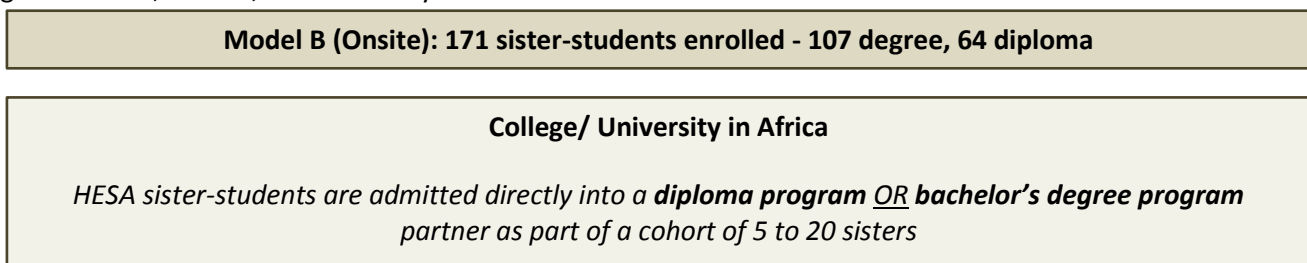 Model B (Onsite): 171 sister-students enrolled - 107 degree, 64 diploma
College/ University in Africa
HESA sister-students are admitted directly into a diploma program OR bachelor's degree program
partner as part of a cohort of 5 to 20 sisters